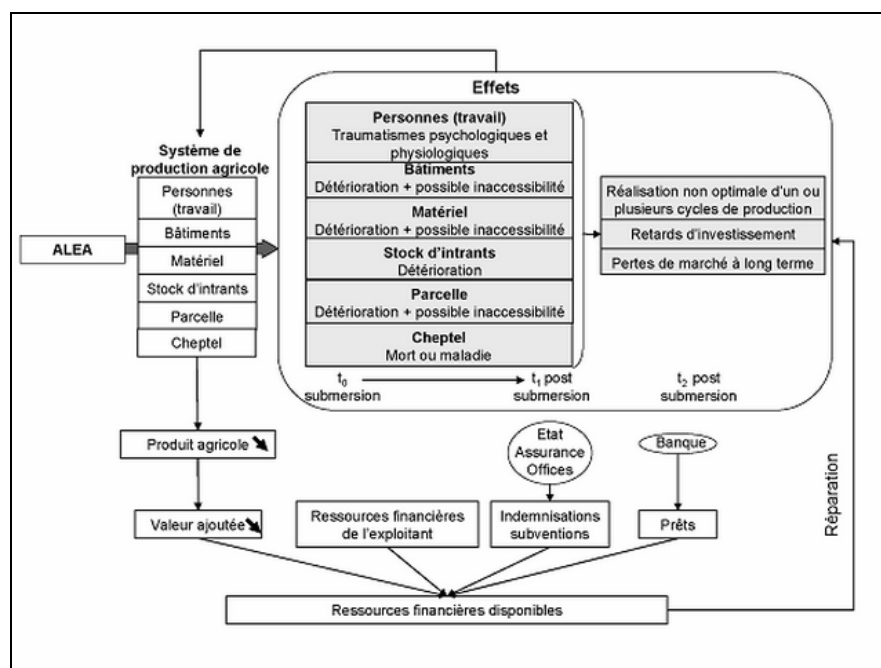 Effets
Système de
production agricole
Personnes
(travail)
Bâtiments
Matériel
Stock d'intrants
Parcelle
Cheptel
ALEA
Personnes (travail)
Traumatismes psychologiques et
physiologiques
Bâtiments
Détérioration + possible inaccessibilité
Matériel
Détérioration + possible inaccessibilité
Stock d'intrants
Détérioration
Parcelle
Détérioration + possible inaccessibilité
Cheptel
Mort ou maladie
Réalisation non optimale d'un ou
plusieurs cycles de production
Retards d'investissement
Pertes de marché à long terme
t0
submersion
t1 post
submersion
t2 post
submersion
Produit agricole
Valeur ajoutée
Ressources financières
de l'exploitant
Etat
Assurance
Offices
Indemnisations
subventions
Banque
Prêts
Réparation
Ressources financières disponibles